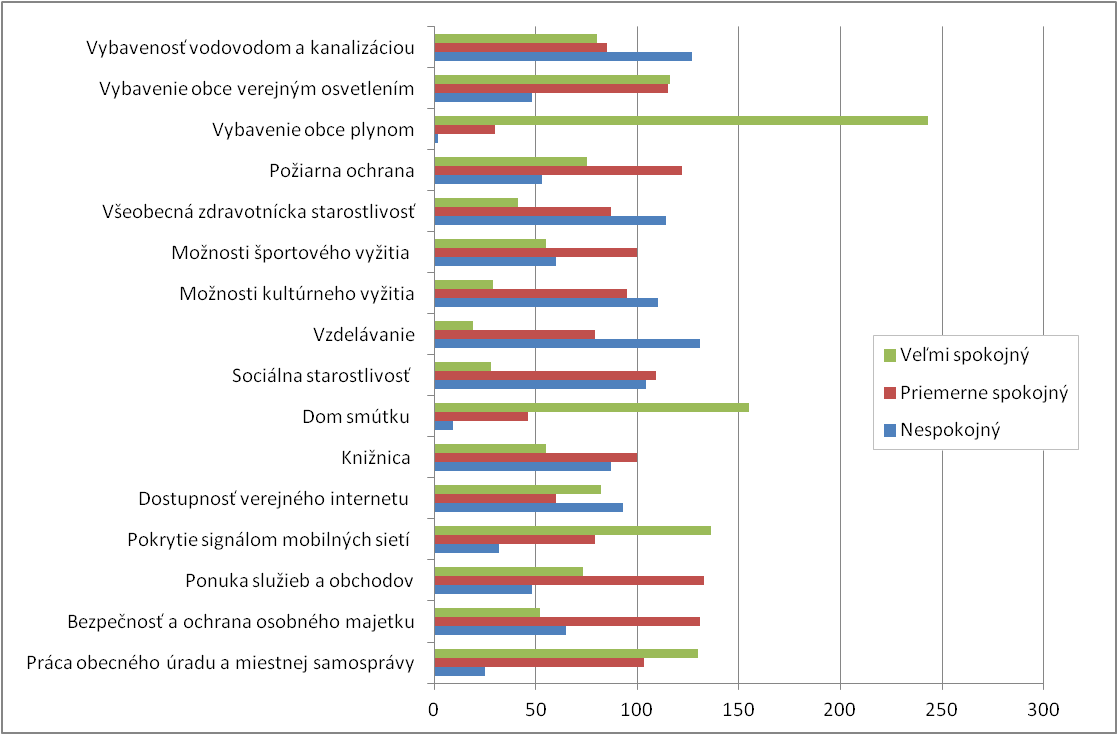 Vybavenosť vodovodom a kanalizáciou
Vybavenie obce verejným osvetlením
Vybavenie obce plynom
Požiarna ochrana
Všeobecná zdravotnícka starostlivosť
Možnosti športového vyžitia
Možnosti kultúrneho vyžitia
Vzdelávanie
Sociálna starostlivosť
Dom smútku
Knižnica
Dostupnosť verejného internetu
Pokrytie signálom mobilných sietí
Ponuka služieb a obchodov
Bezpečnosť a ochrana osobného majetku
Práca obecného úradu a miestnej samosprávy
0 50 100 150 200 250 300
Veľmi spokojný
Priemerne spokojný
Nespokojný